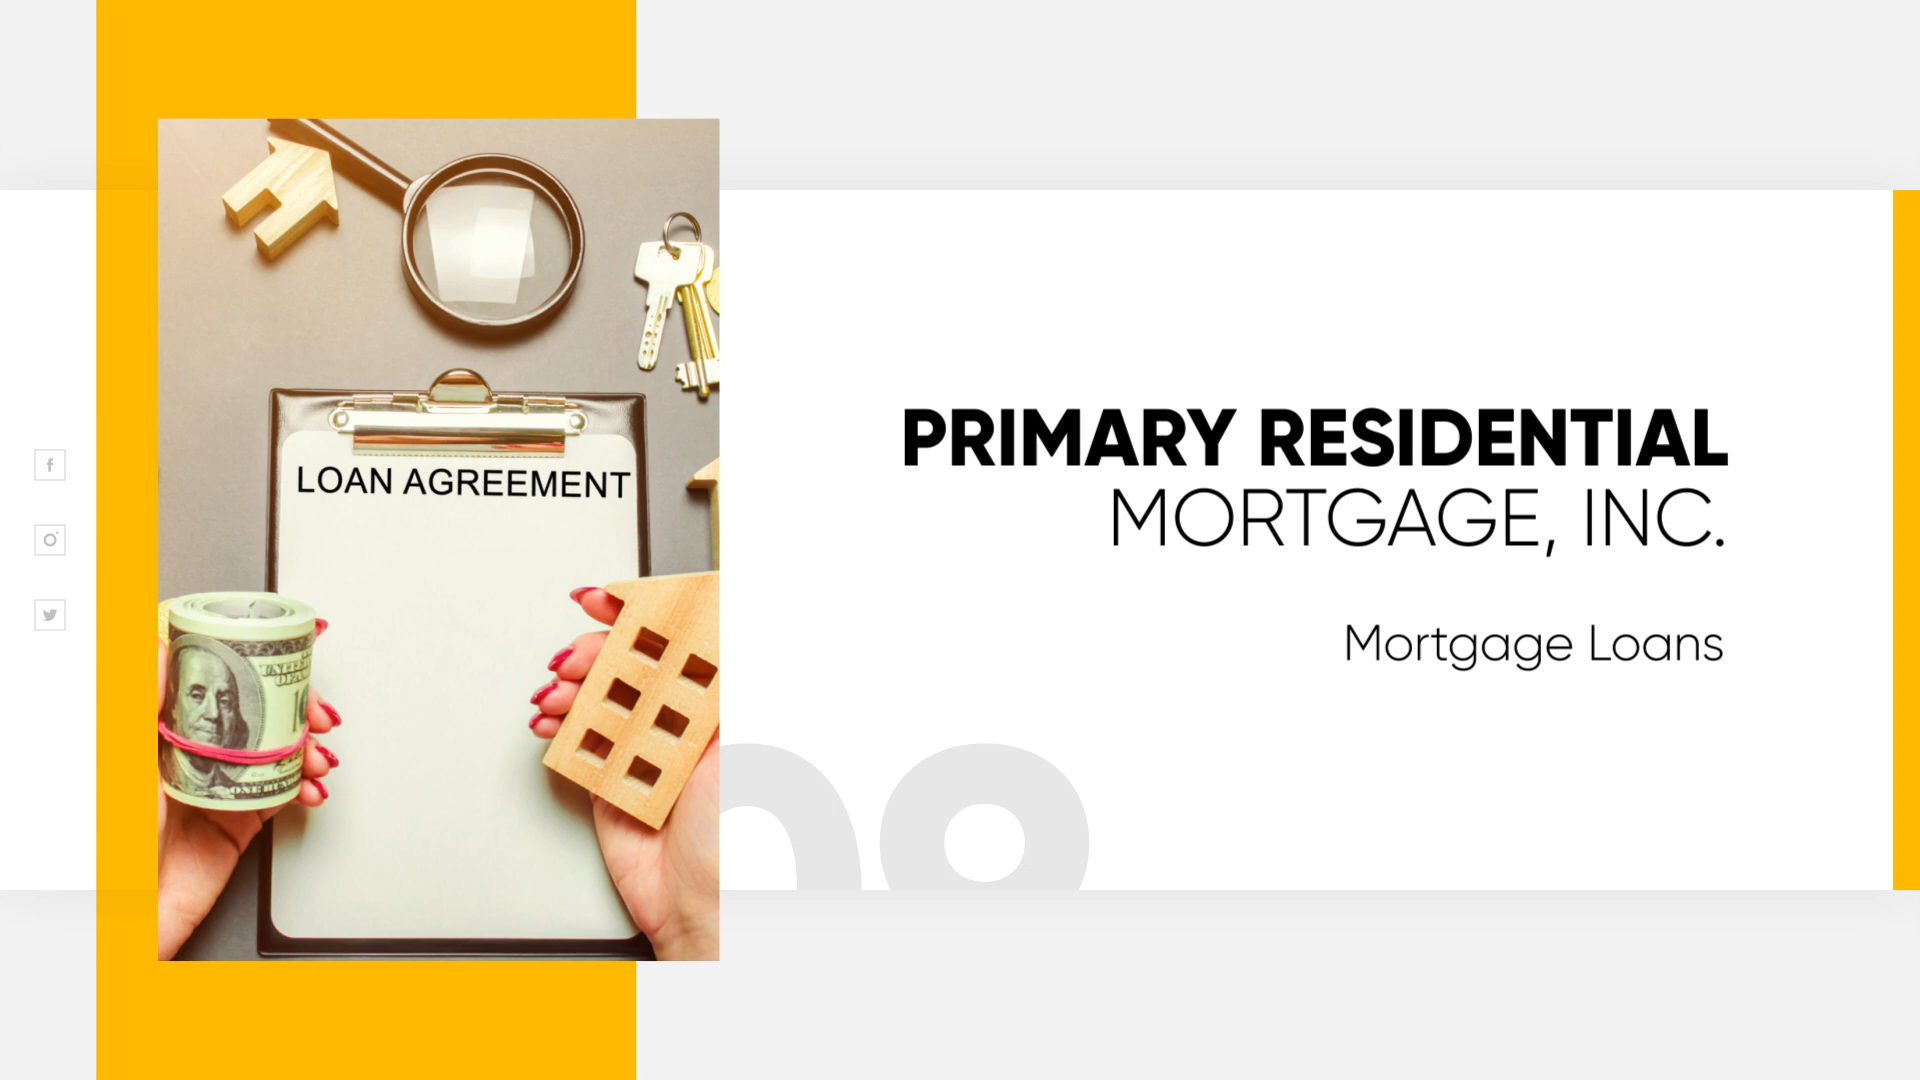 PRIMARY RESIDENTIAL
MORTGAGE, INC.
Mortgage Loans
LOAN AGREEMENT